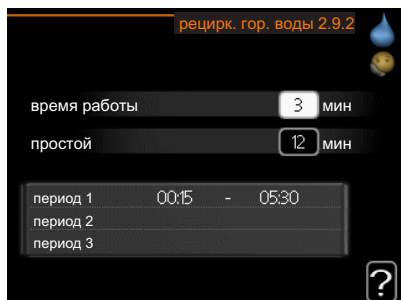 рецирк. гор. воды 2.9.2
время работы 3 мин
простой 12 мин
период 1 00:15 - 05:30
период 2
период 3
?